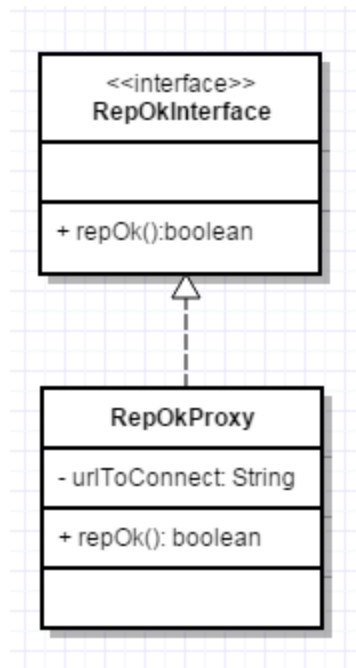 <<interface>>
RepOkInterface
+ repOk():boolean
RepOkProxy
- urlToConnect: String
+ repOk(): boolean